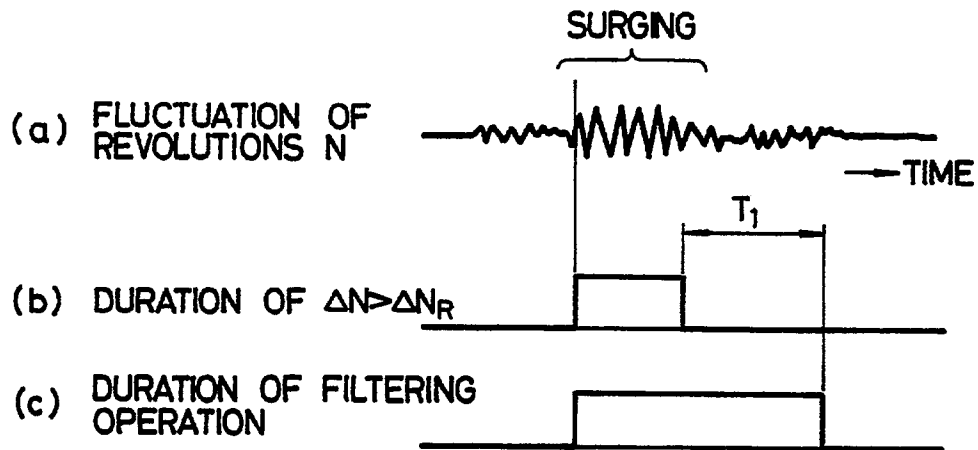 SURGING
(a) FLUCTUATION OF
REVOLUTIONS N
TIME
T1
(b) DURATION OF ΔN>ΔNR
(c) DURATION OF FILTERING
OPERATION